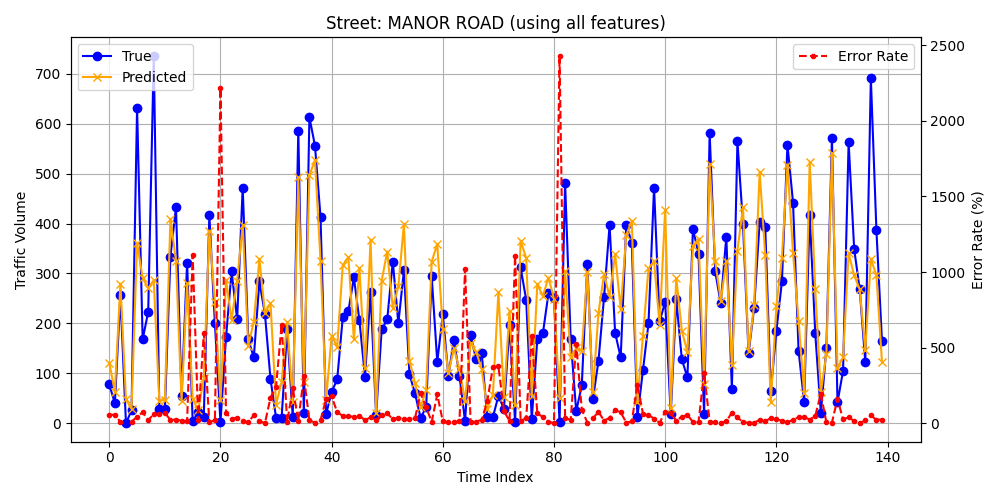 Street: MANOR ROAD (using all features)
True
Predicted
Error Rate
Traffic Volume
700
600
500
400
300
200
100
0
2500
2000
1500
1000
500
0
Error Rate (%)
0 20 40 60 80 100 120 140
Time Index